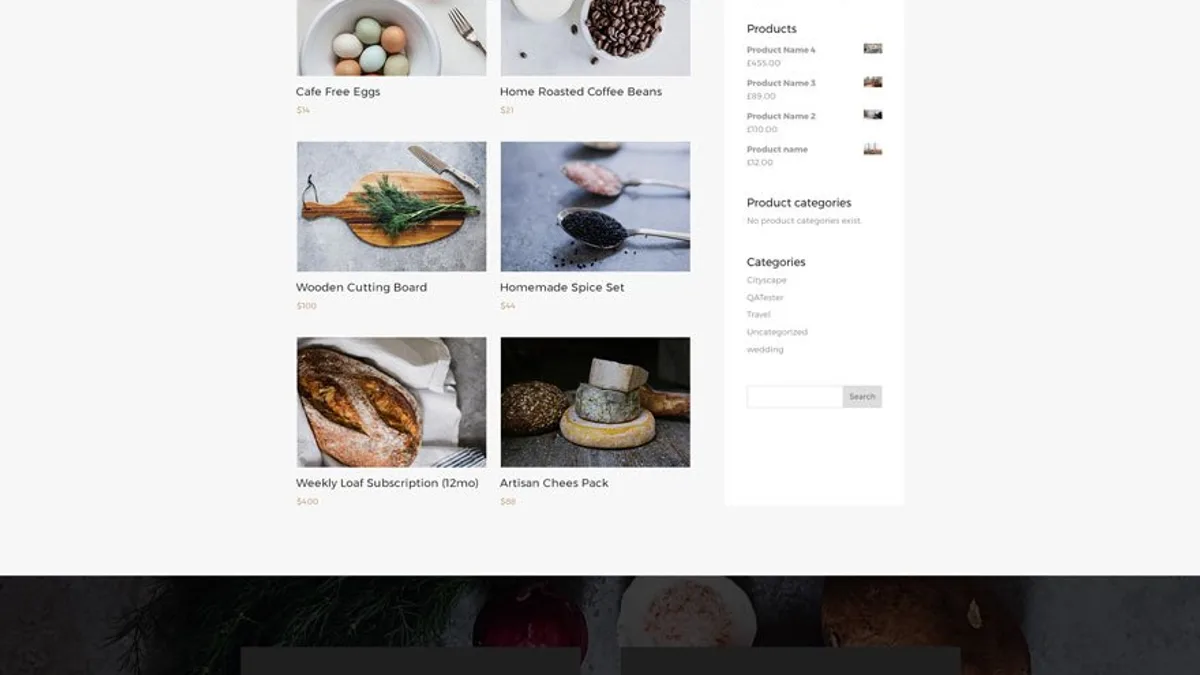 Cafe Free Eggs
$14
Home Roasted Coffee Beans
$21
Wooden Cutting Board
$100
Homemade Spice Set
$44
Weekly Loaf Subscription (12mo)
$400
Artisan Chees Pack
$88
Products
Product Name 4
£455.00
Product Name 3
£89.00
Product Name 2
£110.00
Product name
£12.00
Product categories
No product categories exist.
Categories
Cityscape
QATester
Travel
Uncategorized
wedding
Search